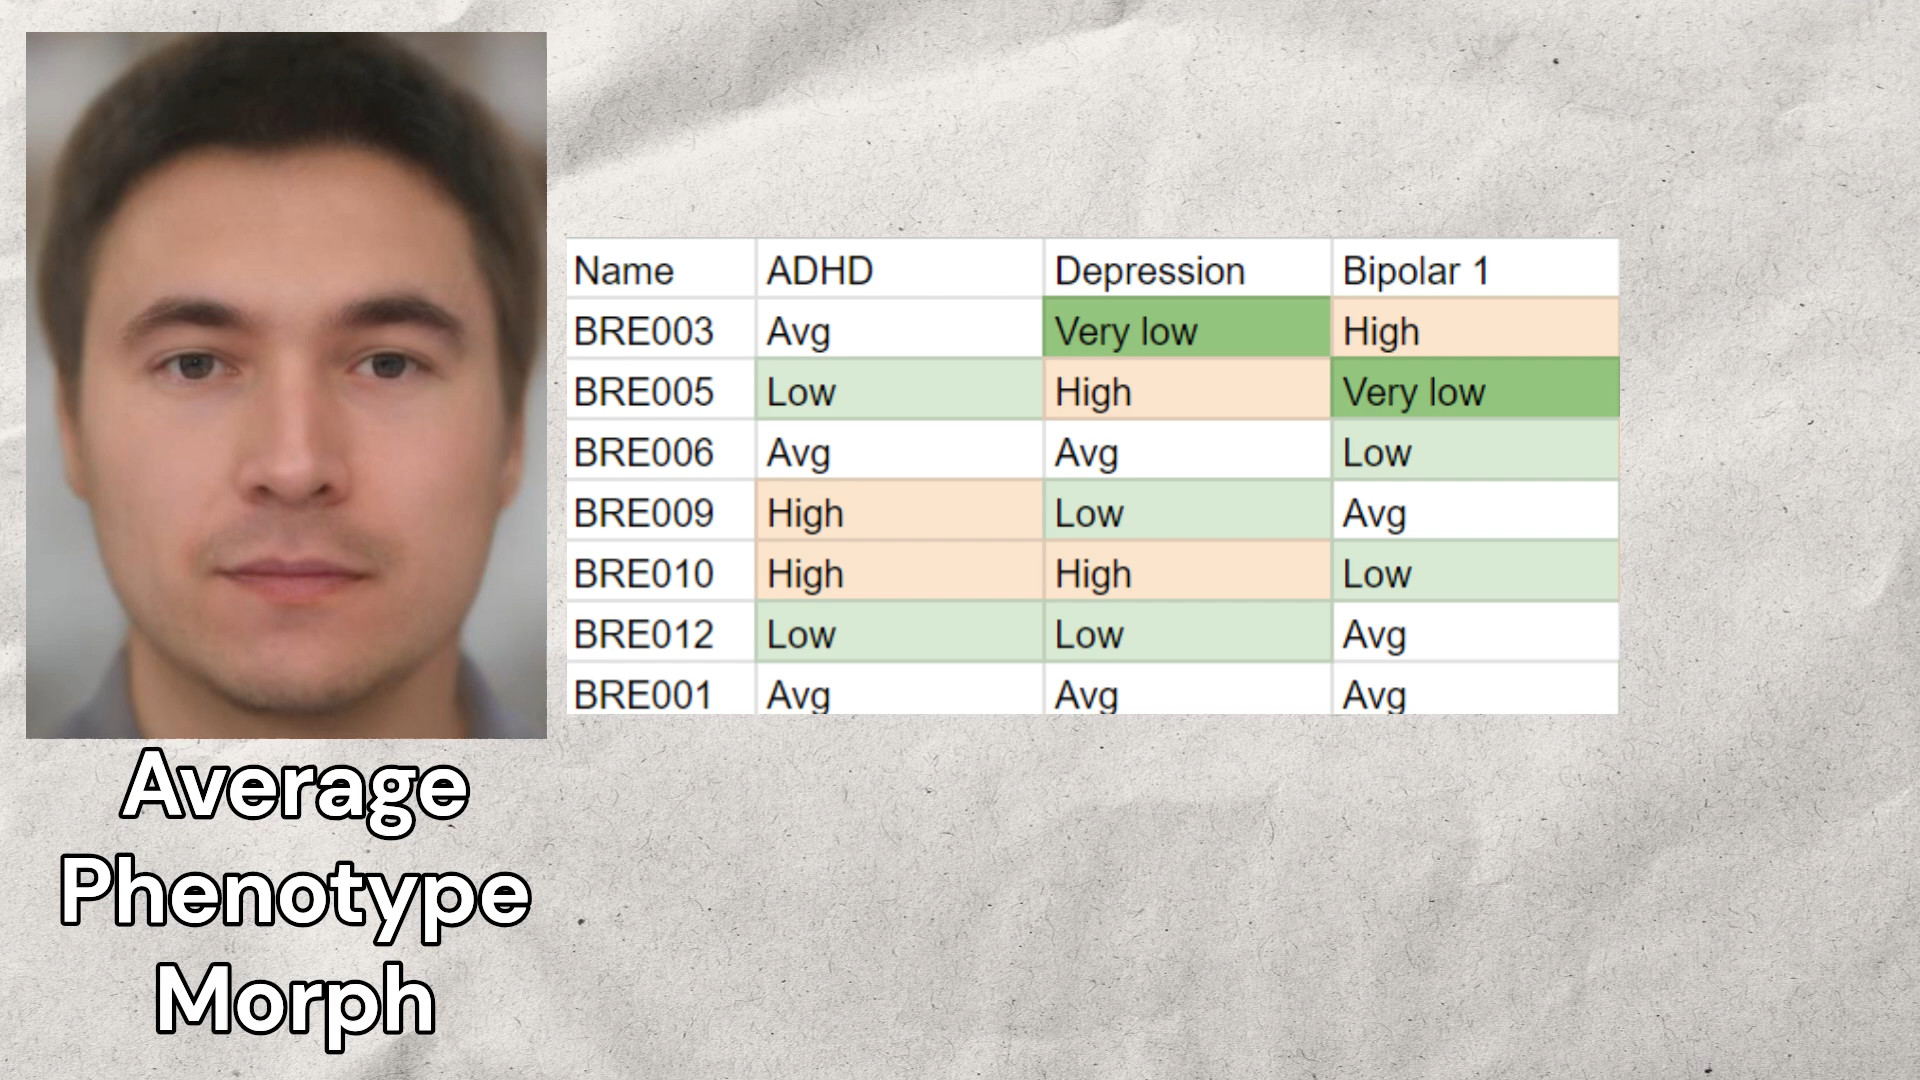 Name ADHD Depression Bipolar 1
BRE003 Avg Very low High
BRE005 Low High Very low
BRE006 Avg Avg Low
BRE009 High Low Avg
BRE010 High High Low
BRE012 Low Low Avg
BRE001 Avg Avg Avg
Average
Phenotype
Morph